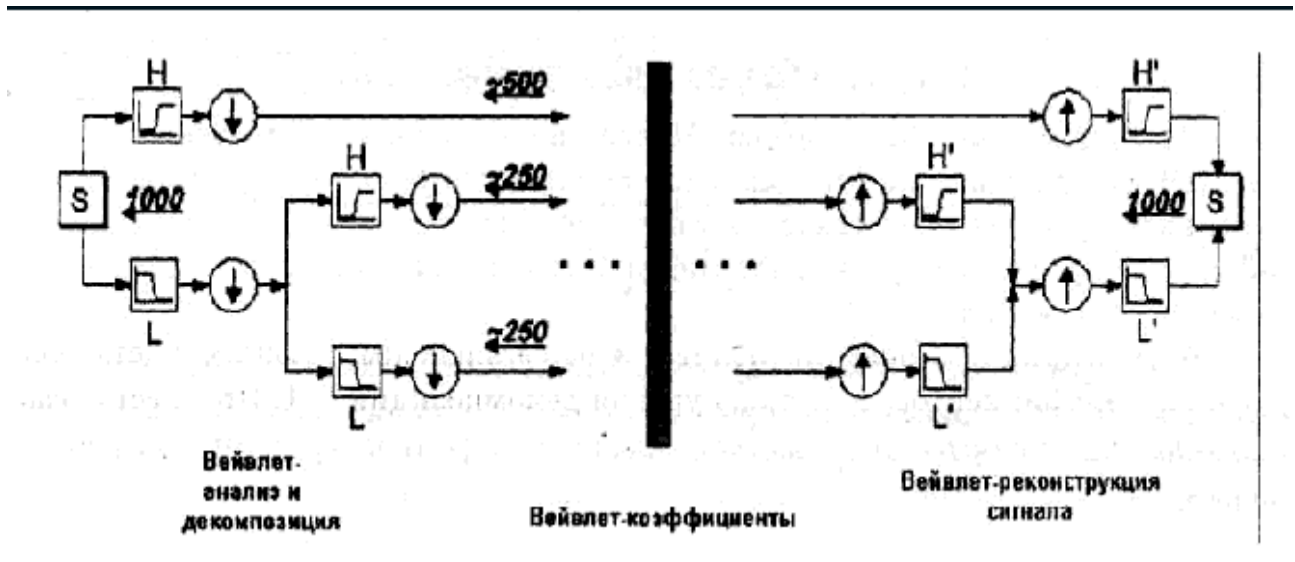 H
~500
H'
H
~250
H'
S
1000
1000
S
L
~250
L'
L
L'
Вейвлет-
анализ и
декомпозиция
Вейвлет-коэффициенты
Вейвлет-реконструкция
сигнала